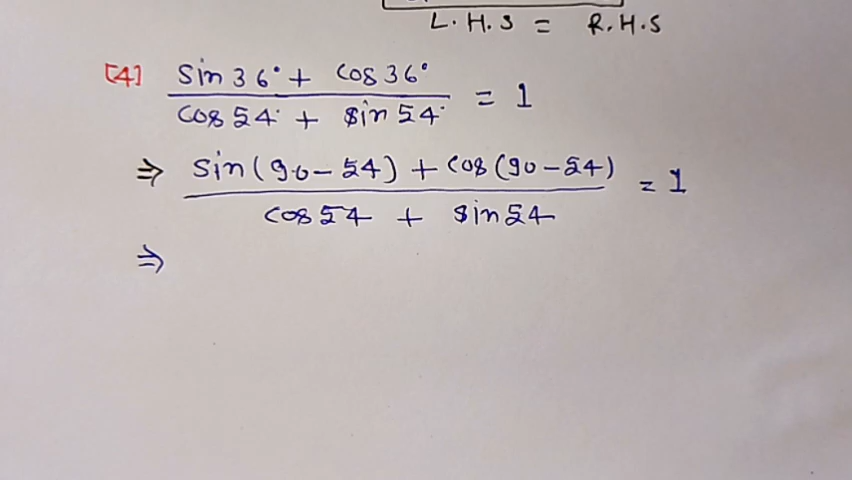 L.H.S = R.H.S
[4] sin 36° + cos 36° / cos 54° + sin 54° = 1
⇒ sin(90-54) + cos(90-54) / cos 54 + sin 54 = 1
⇒